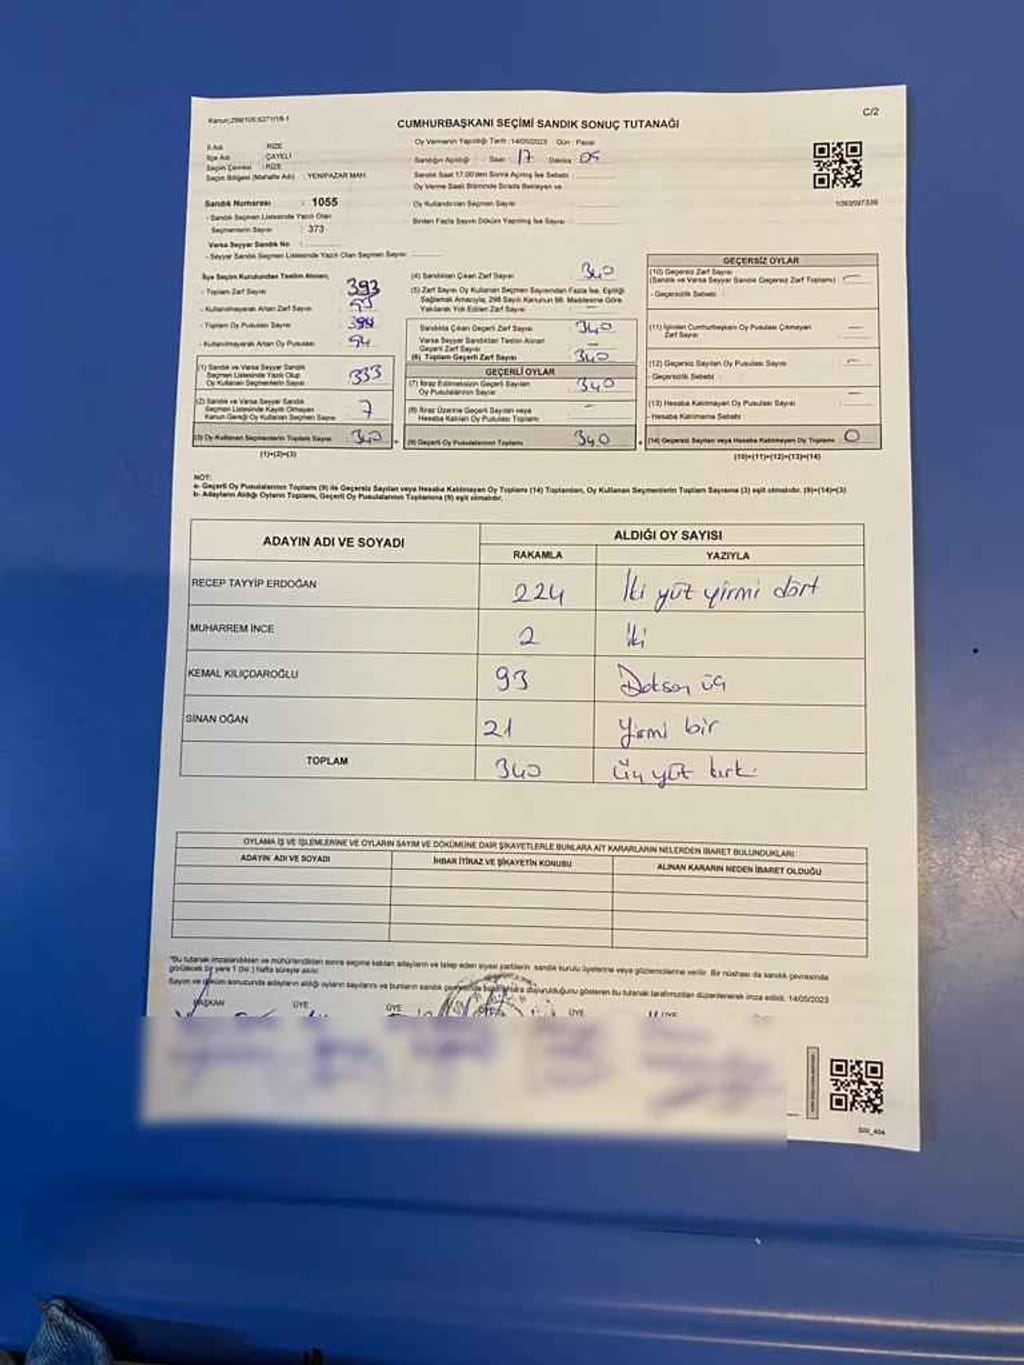 Kanun:298/105;6271/18-1
C/2
CUMHURBAŞKANI SEÇİMİ SANDIK SONUÇ TUTANAĞI
İl Adı : RİZE
İlçe Adı : ÇAYELİ
Seçim Çevresi : RİZE
Seçim Bölgesi (Mahalle Adı) : YENİPAZAR MAH.
Oy Vermenin Yapıldığı Tarih :14/05/2023 Gün : Pazar
Sandığın Açıldığı : Saat : 17 Dakika : 05
Sandık Saat 17.00'den Sonra Açılmış İse Sebebi :
Oy Verme Saati Bitiminde Sırada Bekleyen ve
Oy Kullandırılan Seçmen Sayısı :
Birden Fazla Sayım Döküm Yapılmış İse Sayısı :
Sandık Numarası : 1055
- Sandık Seçmen Listesinde Yazılı Olan
Seçmenlerin Sayısı : 373
Varsa Seyyar Sandık No :
- Seyyar Sandık Seçmen Listesinde Yazılı Olan Seçmen Sayısı
İlçe Seçim Kurulundan Teslim Alınan;
- Toplam Zarf Sayısı 393
- Kullanılmayarak Artan Zarf Sayısı
- Toplam Oy Pusulası Sayısı
- Kullanılmayarak Artan Oy Pusulası 54
(1) Sandık ve Varsa Seyyar Sandık
Seçmen Listesinde Yazılı Olup
Oy Kullanan Seçmenlerin Sayısı 333
(2) Sandık ve Varsa Seyyar Sandık
Seçmen Listesinde Kayıtlı Olmayan
Kanun Gereği Oy Kullanan Seçmen Sayısı 7
(3) Oy Kullanan Seçmenlerin Toplam Sayısı 340
(1)+(2)=(3)
(4) Sandıktan Çıkan Zarf Sayısı 340
(5) Zarf Sayısı Oy Kullanan Seçmen Sayısından Fazla İse, Eşitliği
Sağlamak Amacıyla, 298 Sayılı Kanunun 98. Maddesine Göre
Yakılarak Yok Edilen Zarf Sayısı —
Sandıkta Çıkan Geçerli Zarf Sayısı 340
Varsa Seyyar Sandıktan Teslim Alınan
Geçerli Zarf Sayısı —
(6) Toplam Geçerli Zarf Sayısı 340
GEÇERLİ OYLAR
(7) İtiraz Edilmeksizin Geçerli Sayılan
Oy Pusulalarının Sayısı 340
(8) İtiraz Üzerine Geçerli Sayılan veya
Hesaba Katılan Oy Pusulası Toplamı —
(9) Geçerli Oy Pusulalarının Toplamı 340
GEÇERSİZ OYLAR
(10) Geçersiz Zarf Sayısı
(Sandık ve Varsa Seyyar Sandık Geçersiz Zarf Toplamı) —
- Geçersizlik Sebebi :
(11) İçinden Cumhurbaşkanı Oy Pusulası Çıkmayan
Zarf Sayısı —
(12) Geçersiz Sayılan Oy Pusulası Sayısı —
- Geçersizlik Sebebi :
(13) Hesaba Katılmayan Oy Pusulası Sayısı —
- Hesaba Katılmama Sebebi :
(14) Geçersiz Sayılan veya Hesaba Katılmayan Oy Toplamı 0
(10)+(11)+(12)+(13)=(14)
NOT:
a- Geçerli Oy Pusulalarının Toplamı (9) ile Geçersiz Sayılan veya Hesaba Katılmayan Oy Toplamı (14) Toplamları, Oy Kullanan Seçmenlerin Toplam Sayısına (3) eşit olmalıdır. (9)+(14)=(3)
b- Adayların Aldığı Oyların Toplamı, Geçerli Oy Pusulalarının Toplamına (9) eşit olmalıdır.
ADAYIN ADI VE SOYADI
ALDIĞI OY SAYISI
RAKAMLA YAZIYLA
RECEP TAYYİP ERDOĞAN 224 İki yüz yirmi dört
MUHARREM İNCE 2 İki
KEMAL KILIÇDAROĞLU 93 Doksan üç
SİNAN OĞAN 21 Yirmi bir
TOPLAM 340 Üç yüz kırk
OYLAMA İŞ VE İŞLEMLERİNE VE OYLARIN SAYIM VE DÖKÜMÜNE DAİR ŞİKAYETLERLE BUNLARA AİT KARARLARIN NELERDEN İBARET BULUNDUKLARI
ADAYIN ADI VE SOYADI
İHBAR İTİRAZ VE ŞİKAYETİN KONUSU
ALINAN KARARIN NEDEN İBARET OLDUĞU
"Bu tutanak imzalandıktan ve mühürlendikten sonra seçime katılan adayların ve talep eden siyasi partilerin sandık kurulu üyelerine veya gözlemcilerine verilir. Bir nüshası da sandık çevresinde
görülecek bir yere 1 (bir) hafta süreyle asılır.
Sayım ve döküm sonucunda adayların aldığı oyların sayılarını ve bunların sandık çevresinde duyurulduğunu gösteren bu tutanak tarafımızdan düzenlenerek imza edildi. 14/05/2023
BAŞKAN ÜYE ÜYE ÜYE ÜYE ÜYE